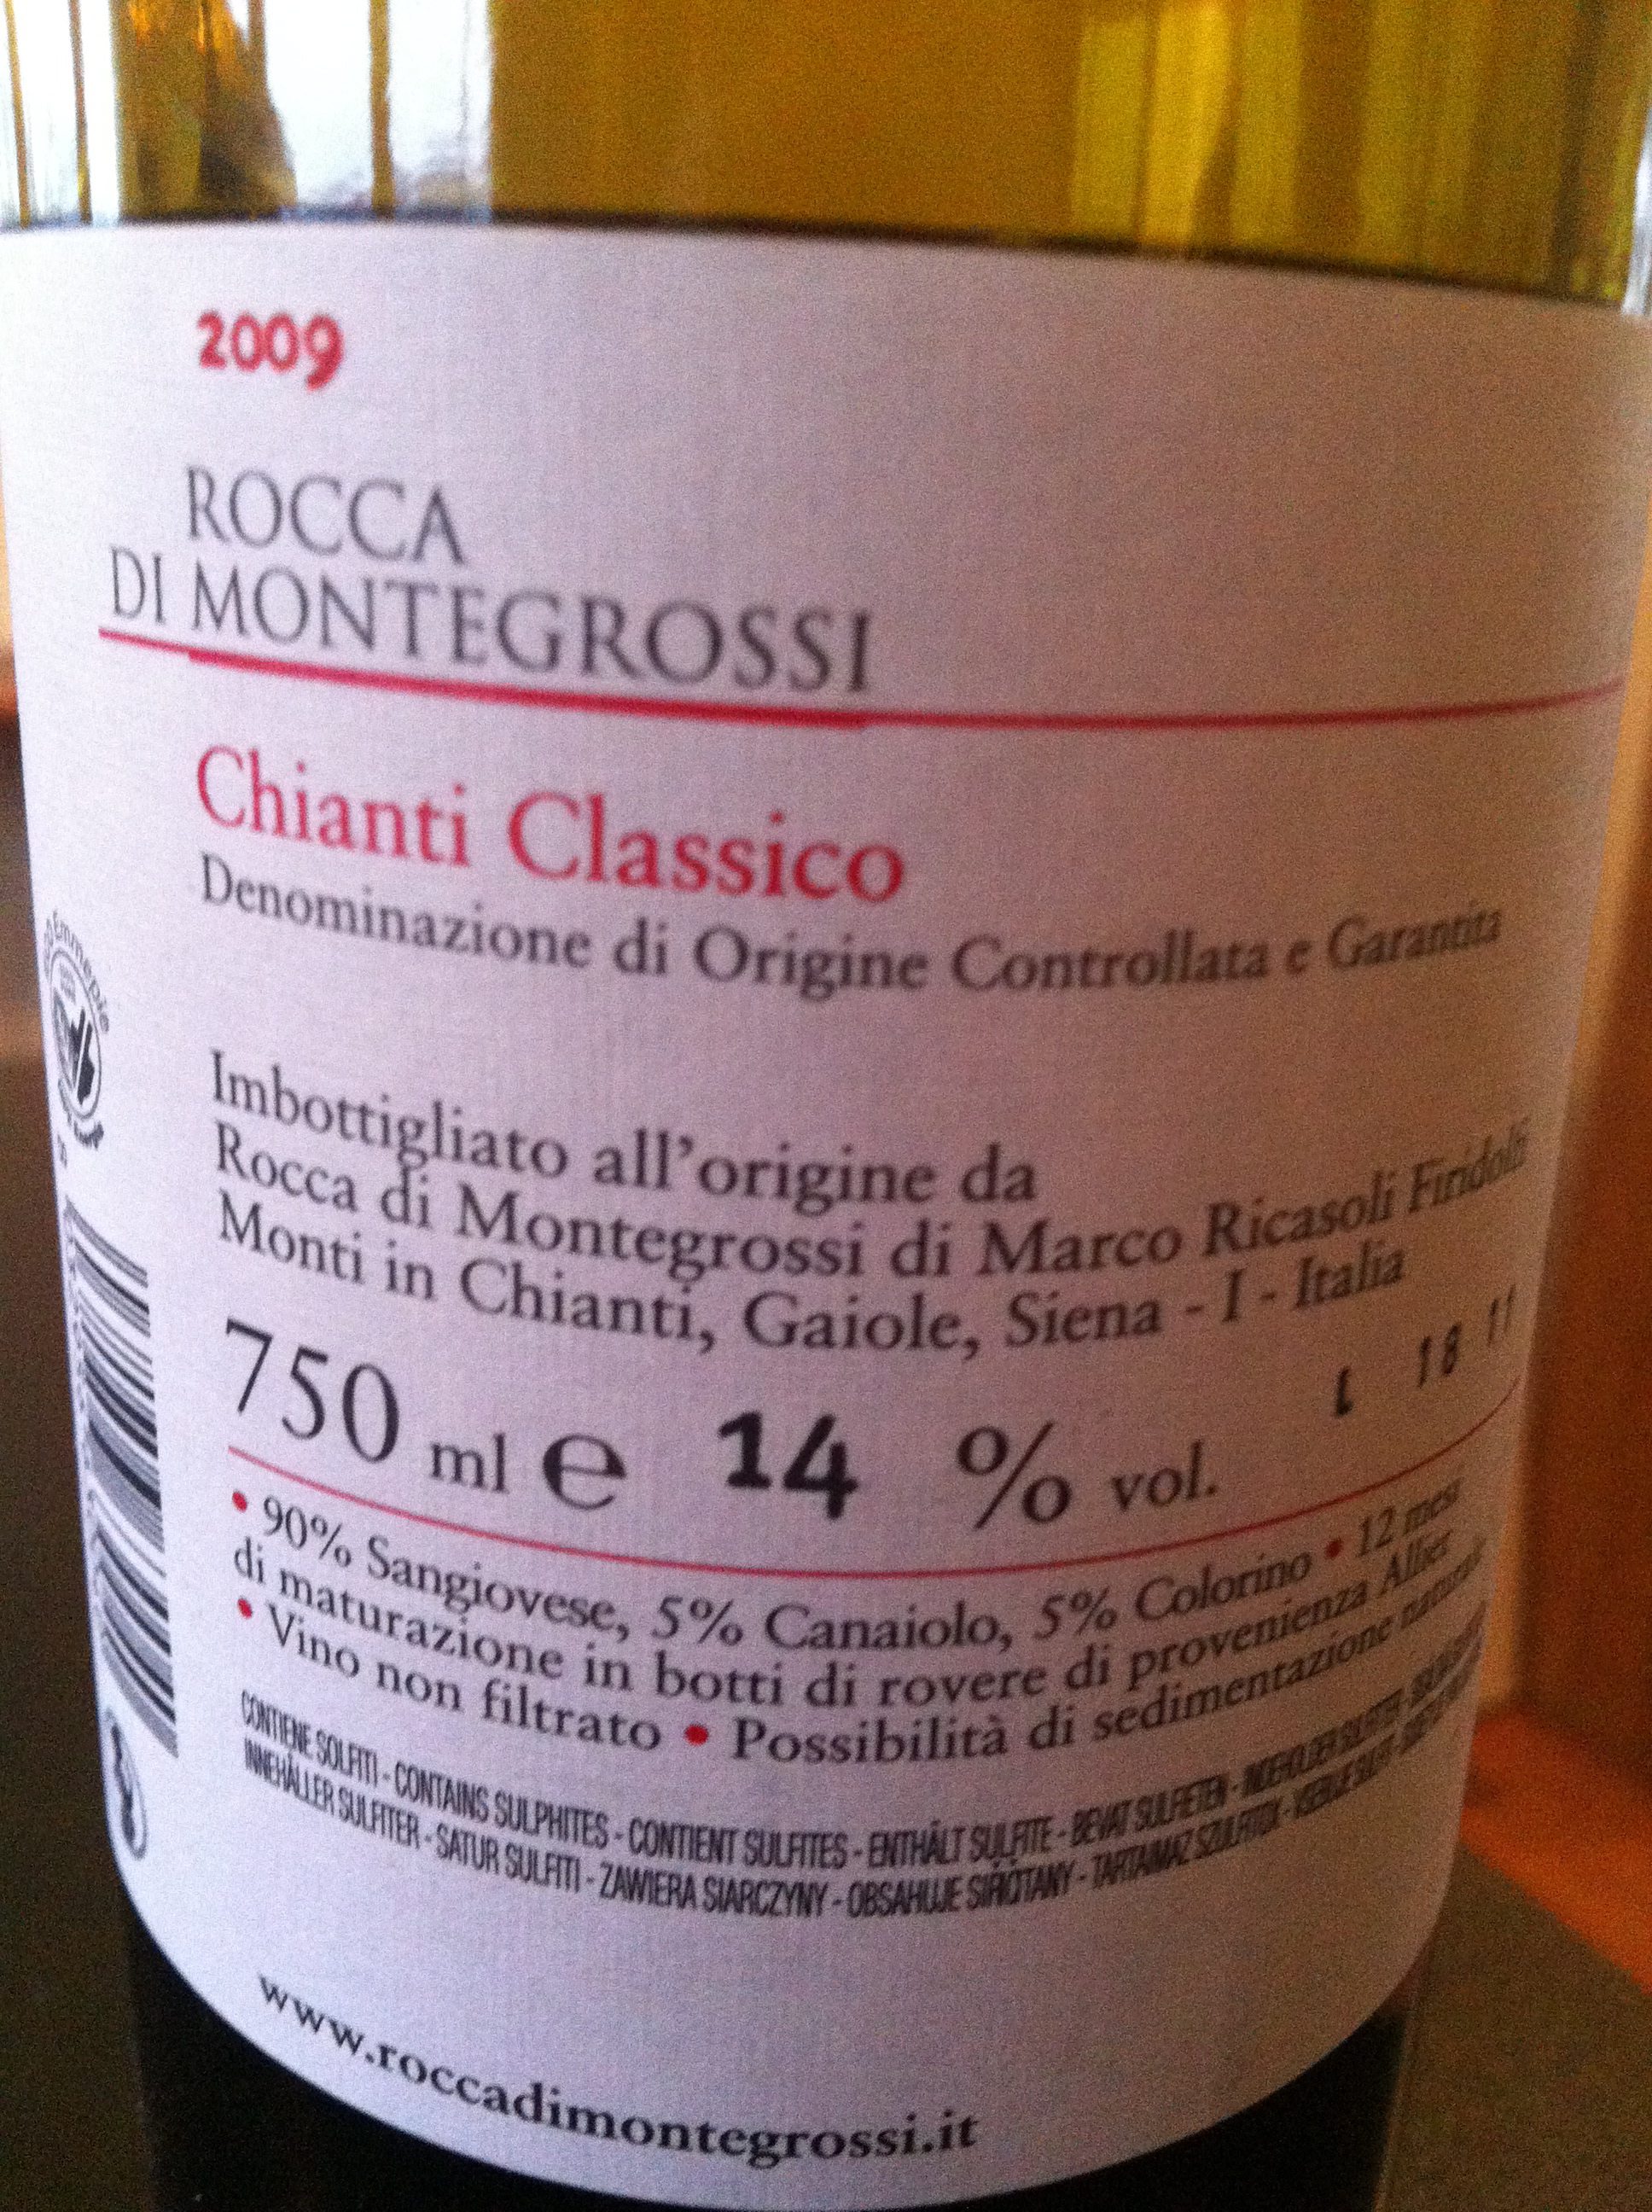 2009
ROCCA
DI MONTEGROSSI
Chianti Classico
Denominazione di Origine Controllata e Garantita
Imbottigliato all'origine da
Rocca di Montegrossi di Marco Ricasoli Firidolfi
Monti in Chianti, Gaiole, Siena - I - Italia
750 ml e 14 % vol.
L 18 11
• 90% Sangiovese, 5% Canaiolo, 5% Colorino • 12 mesi
di maturazione in botti di rovere di provenienza Allier
• Vino non filtrato • Possibilità di sedimentazione naturale
CONTIENE SOLFITI - CONTAINS SULPHITES - CONTIENT SULFITES - ENTHÄLT SULFITE - BEVAT SULFIETEN - INDEHOLDER SULFITER -
INNEHÅLLER SULFITER - SATUR SULFITI - ZAWIERA SIARCZYNY - OBSAHUJE SIŘIČITANY - TARTALMAZ SZULFITOK -
www.roccadimontegrossi.it